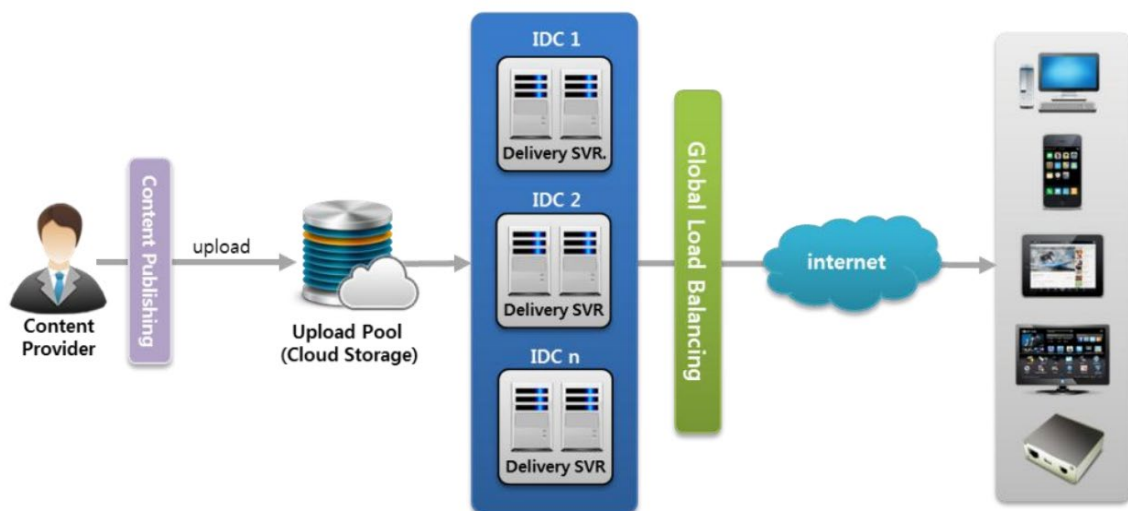 Content
Provider
Content Publishing
upload
Upload Pool
(Cloud Storage)
IDC 1
Delivery SVR.
IDC 2
Delivery SVR
IDC n
Delivery SVR
Global Load Balancing
internet